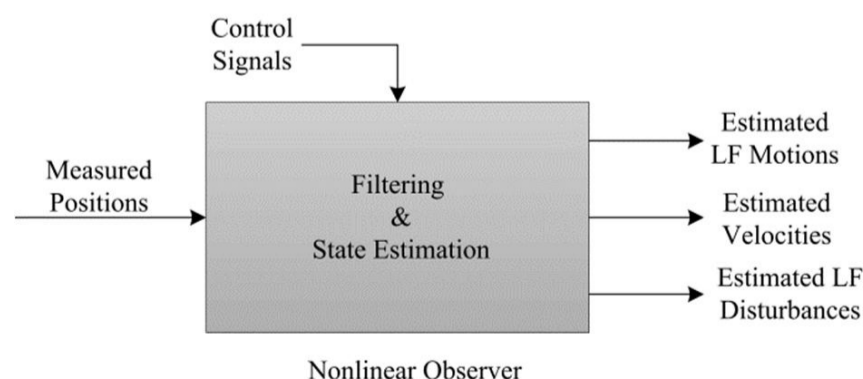 Control
Signals
Measured
Positions
Filtering
&
State Estimation
Estimated
LF Motions
Estimated
Velocities
Estimated LF
Disturbances
Nonlinear Observer